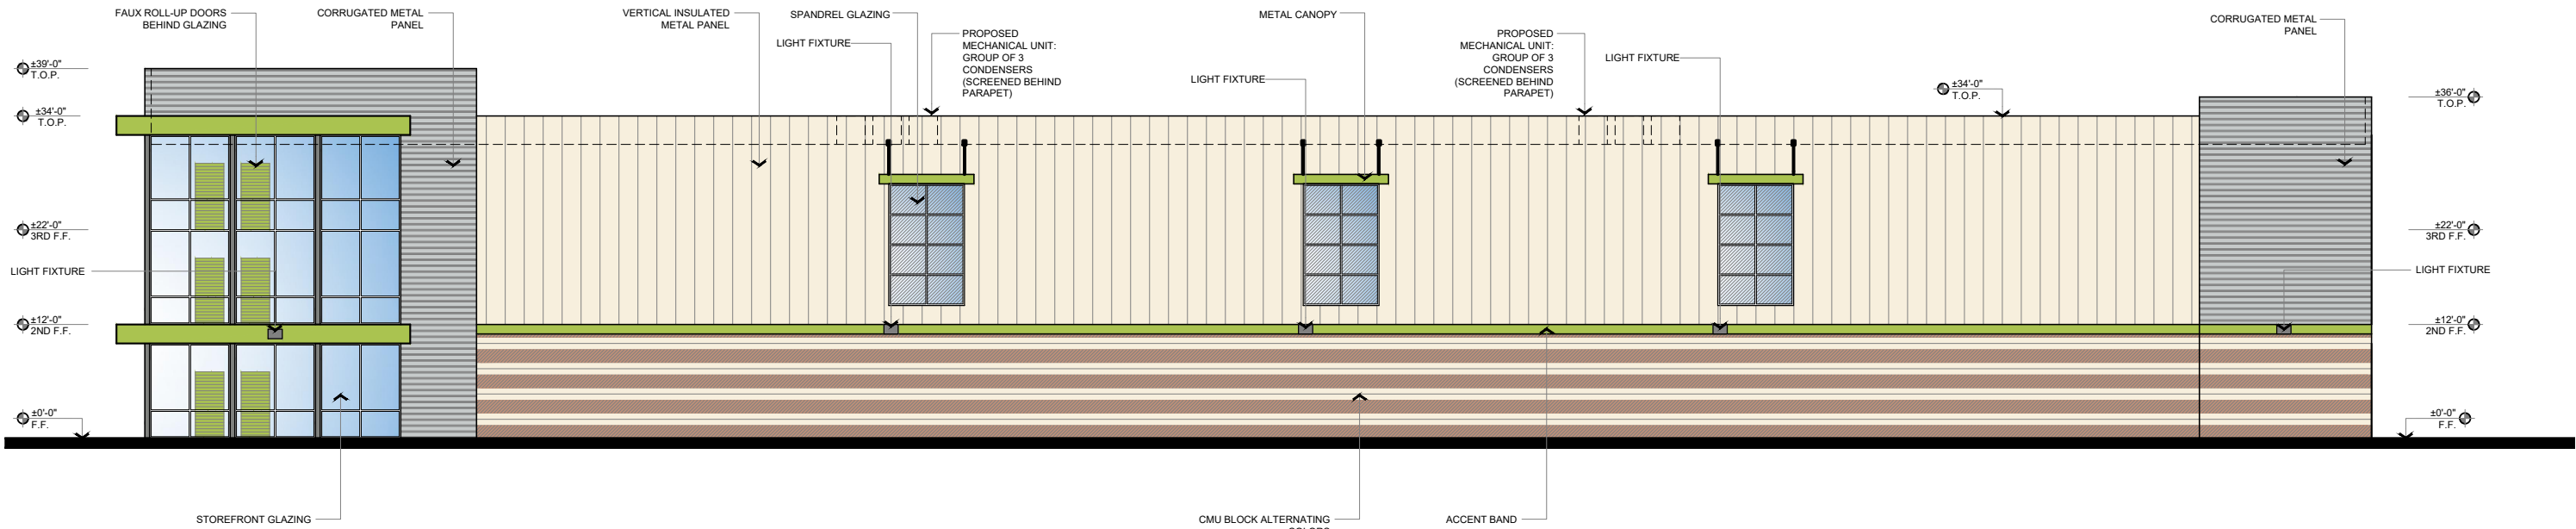 FAUX ROLL-UP DOORS
BEHIND GLAZING
CORRUGATED METAL
PANEL
VERTICAL INSULATED
METAL PANEL
SPANDREL GLAZING
LIGHT FIXTURE
PROPOSED
MECHANICAL UNIT:
GROUP OF 3
CONDENSERS
(SCREENED BEHIND
PARAPET)
METAL CANOPY
LIGHT FIXTURE
PROPOSED
MECHANICAL UNIT:
GROUP OF 3
CONDENSERS
(SCREENED BEHIND
PARAPET)
LIGHT FIXTURE
CORRUGATED METAL
PANEL
±39'-0"
T.O.P.
±34'-0"
T.O.P.
±22'-0"
3RD F.F.
LIGHT FIXTURE
±12'-0"
2ND F.F.
±0'-0"
F.F.
±34'-0"
T.O.P.
±36'-0"
T.O.P.
±22'-0"
3RD F.F.
LIGHT FIXTURE
±12'-0"
2ND F.F.
±0'-0"
F.F.
STOREFRONT GLAZING
CMU BLOCK ALTERNATING
COLORS
ACCENT BAND